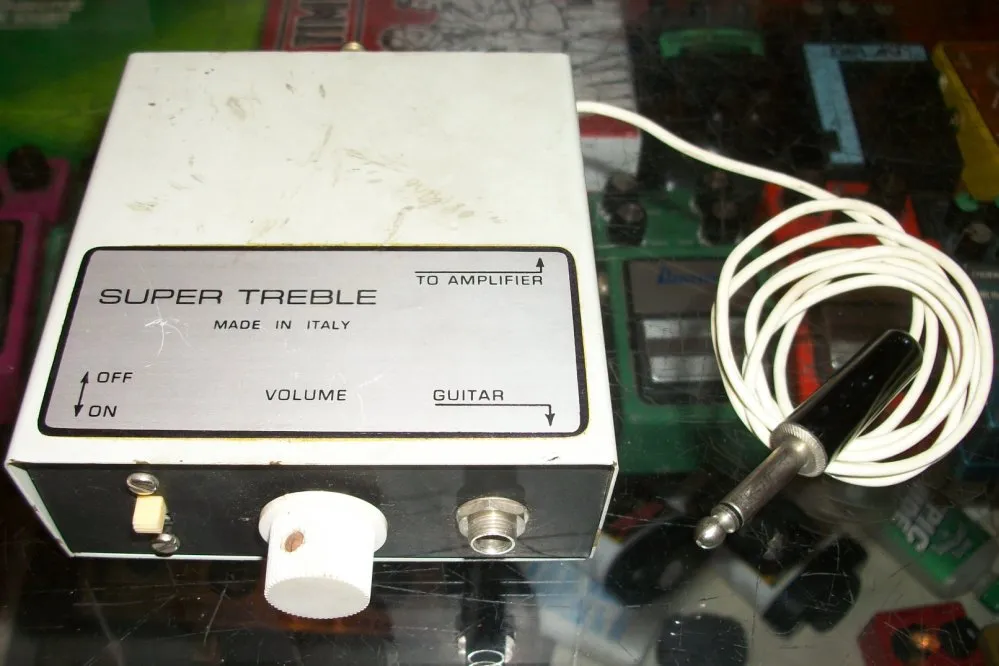 TO AMPLIFIER
SUPER TREBLE
MADE IN ITALY
OFF
VOLUME
GUITAR
ON